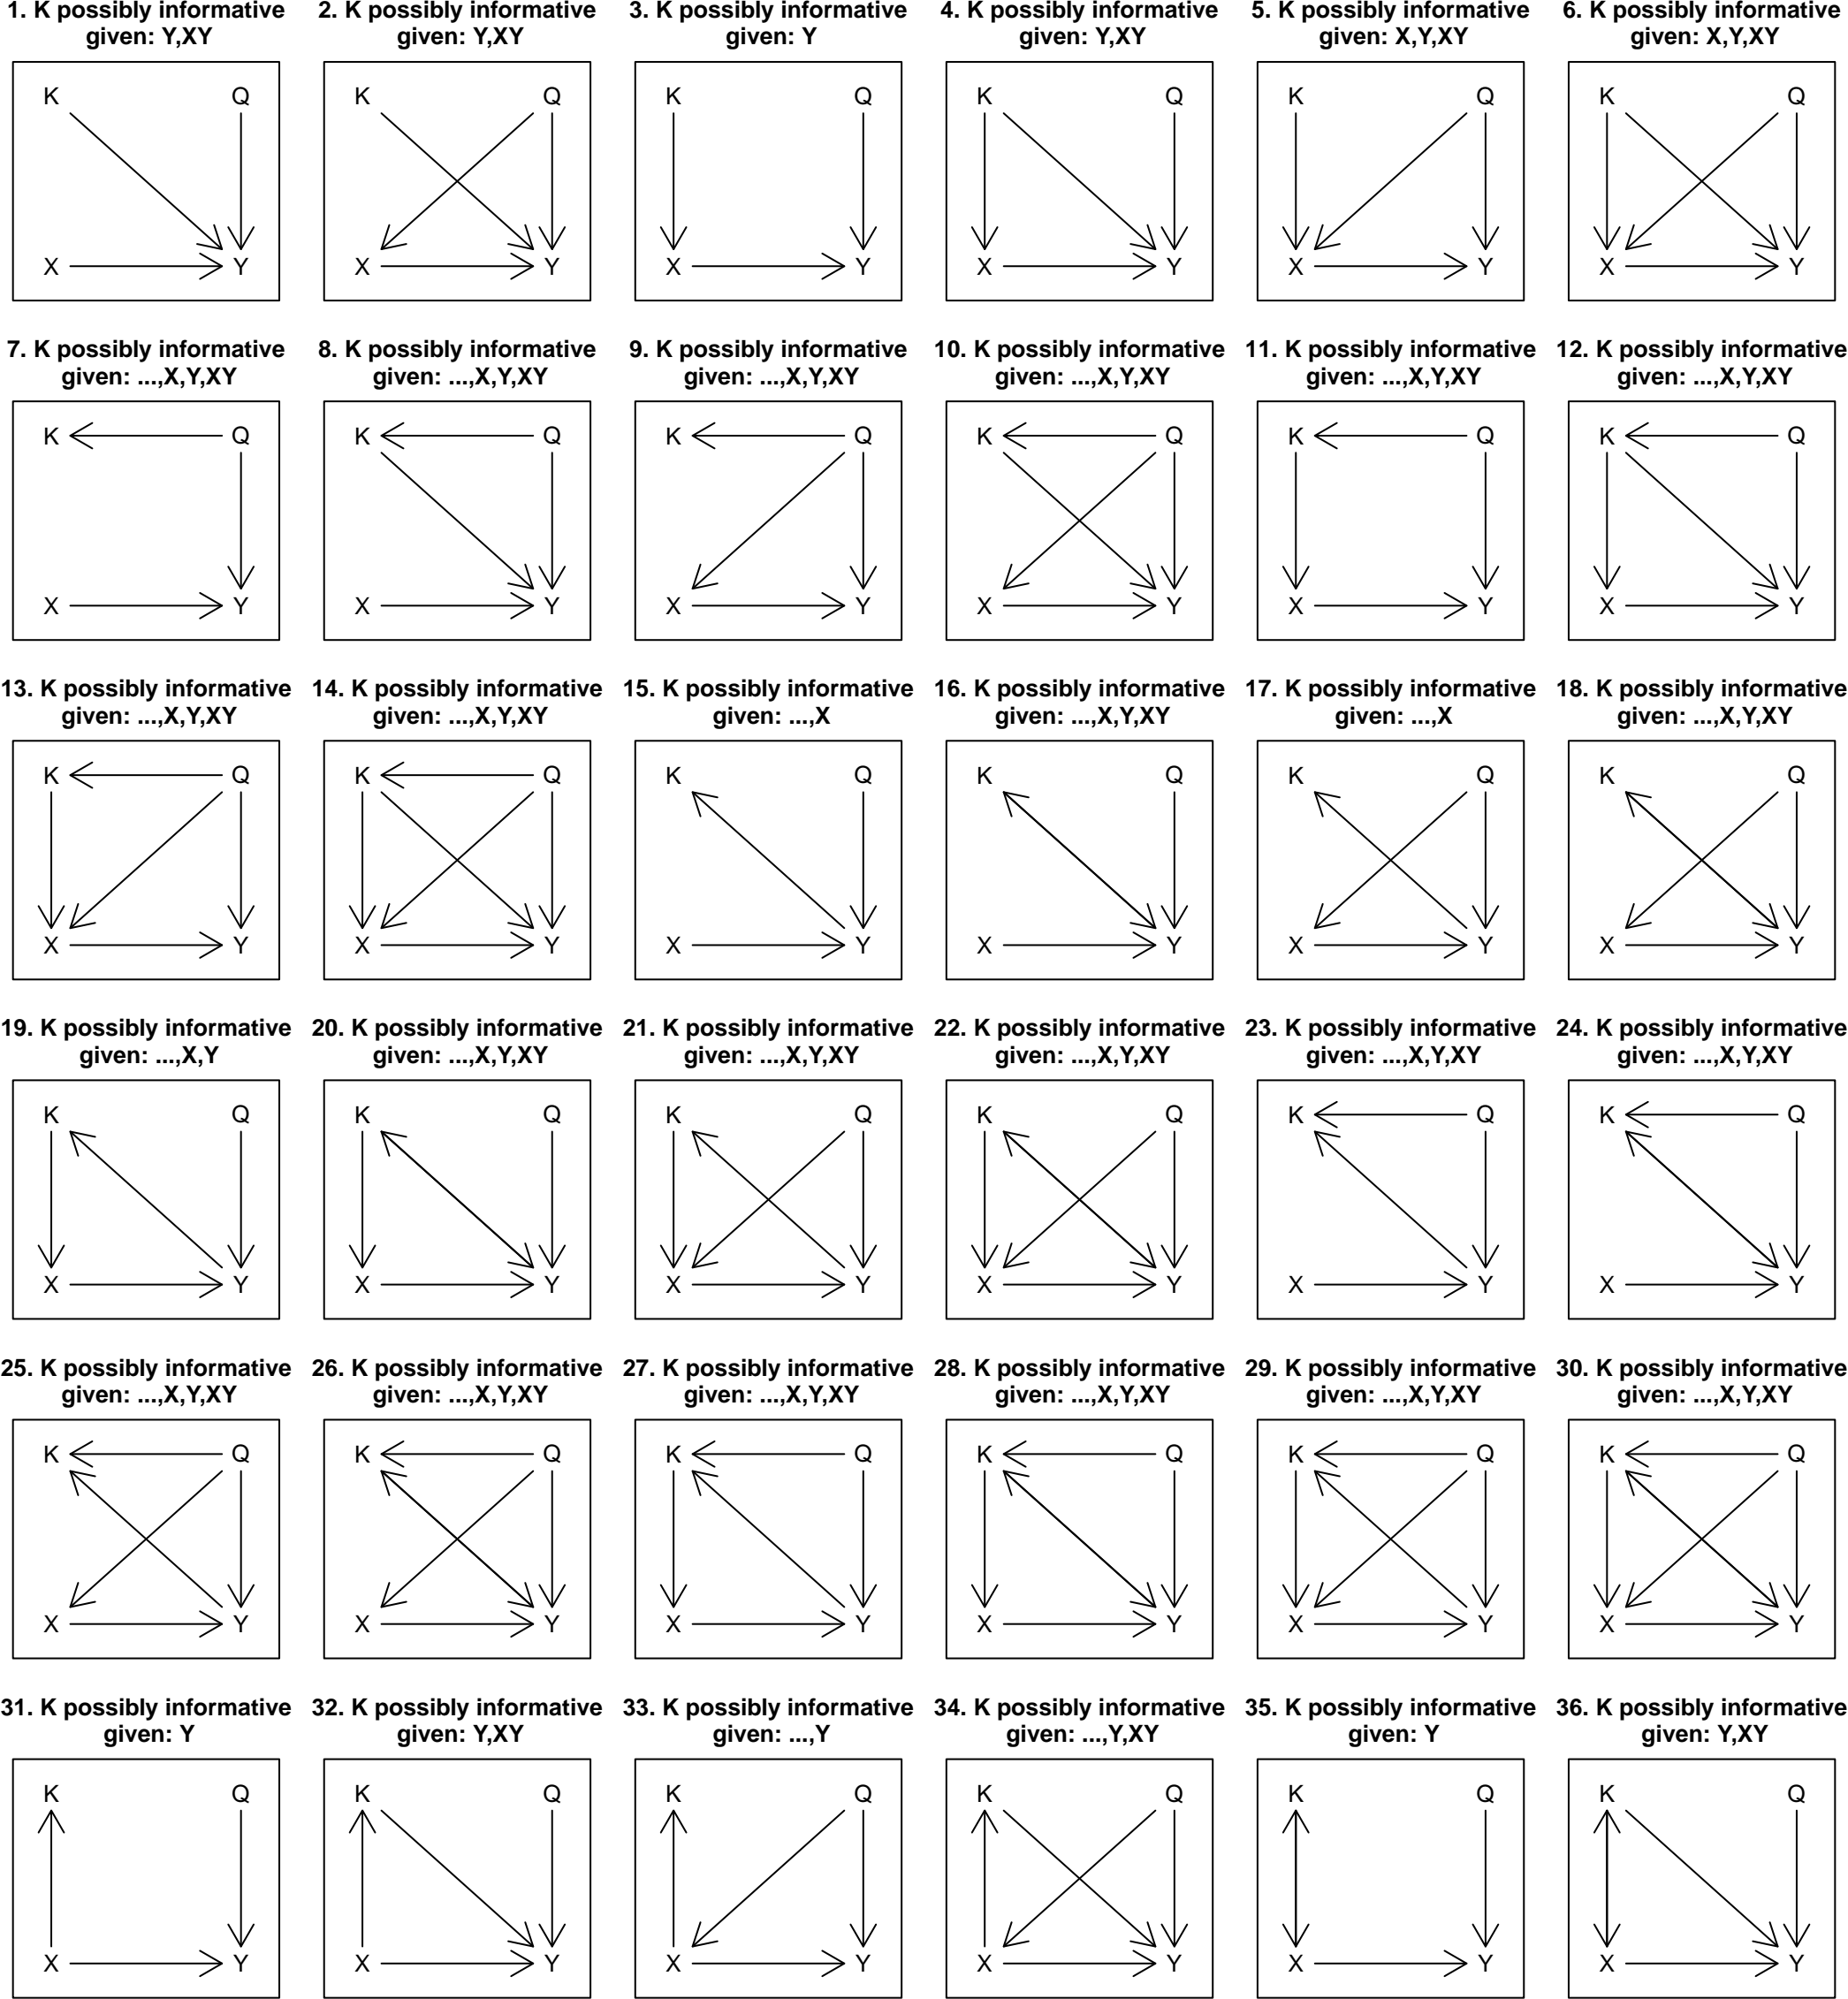 1. K possibly informative
given: Y,XY
K Q
X Y
2. K possibly informative
given: Y,XY
K Q
X Y
3. K possibly informative
given: Y
K Q
X Y
4. K possibly informative
given: Y,XY
K Q
X Y
5. K possibly informative
given: X,Y,XY
K Q
X Y
6. K possibly informative
given: X,Y,XY
K Q
X Y
7. K possibly informative
given: ...,X,Y,XY
K Q
X Y
8. K possibly informative
given: ...,X,Y,XY
K Q
X Y
9. K possibly informative
given: ...,X,Y,XY
K Q
X Y
10. K possibly informative
given: ...,X,Y,XY
K Q
X Y
11. K possibly informative
given: ...,X,Y,XY
K Q
X Y
12. K possibly informative
given: ...,X,Y,XY
K Q
X Y
13. K possibly informative
given: ...,X,Y,XY
K Q
X Y
14. K possibly informative
given: ...,X,Y,XY
K Q
X Y
15. K possibly informative
given: ...,X
K Q
X Y
16. K possibly informative
given: ...,X,Y,XY
K Q
X Y
17. K possibly informative
given: ...,X
K Q
X Y
18. K possibly informative
given: ...,X,Y,XY
K Q
X Y
19. K possibly informative
given: ...,X,Y
K Q
X Y
20. K possibly informative
given: ...,X,Y,XY
K Q
X Y
21. K possibly informative
given: ...,X,Y,XY
K Q
X Y
22. K possibly informative
given: ...,X,Y,XY
K Q
X Y
23. K possibly informative
given: ...,X,Y,XY
K Q
X Y
24. K possibly informative
given: ...,X,Y,XY
K Q
X Y
25. K possibly informative
given: ...,X,Y,XY
K Q
X Y
26. K possibly informative
given: ...,X,Y,XY
K Q
X Y
27. K possibly informative
given: ...,X,Y,XY
K Q
X Y
28. K possibly informative
given: ...,X,Y,XY
K Q
X Y
29. K possibly informative
given: ...,X,Y,XY
K Q
X Y
30. K possibly informative
given: ...,X,Y,XY
K Q
X Y
31. K possibly informative
given: Y
K Q
X Y
32. K possibly informative
given: Y,XY
K Q
X Y
33. K possibly informative
given: ...,Y
K Q
X Y
34. K possibly informative
given: ...,Y,XY
K Q
X Y
35. K possibly informative
given: Y
K Q
X Y
36. K possibly informative
given: Y,XY
K Q
X Y